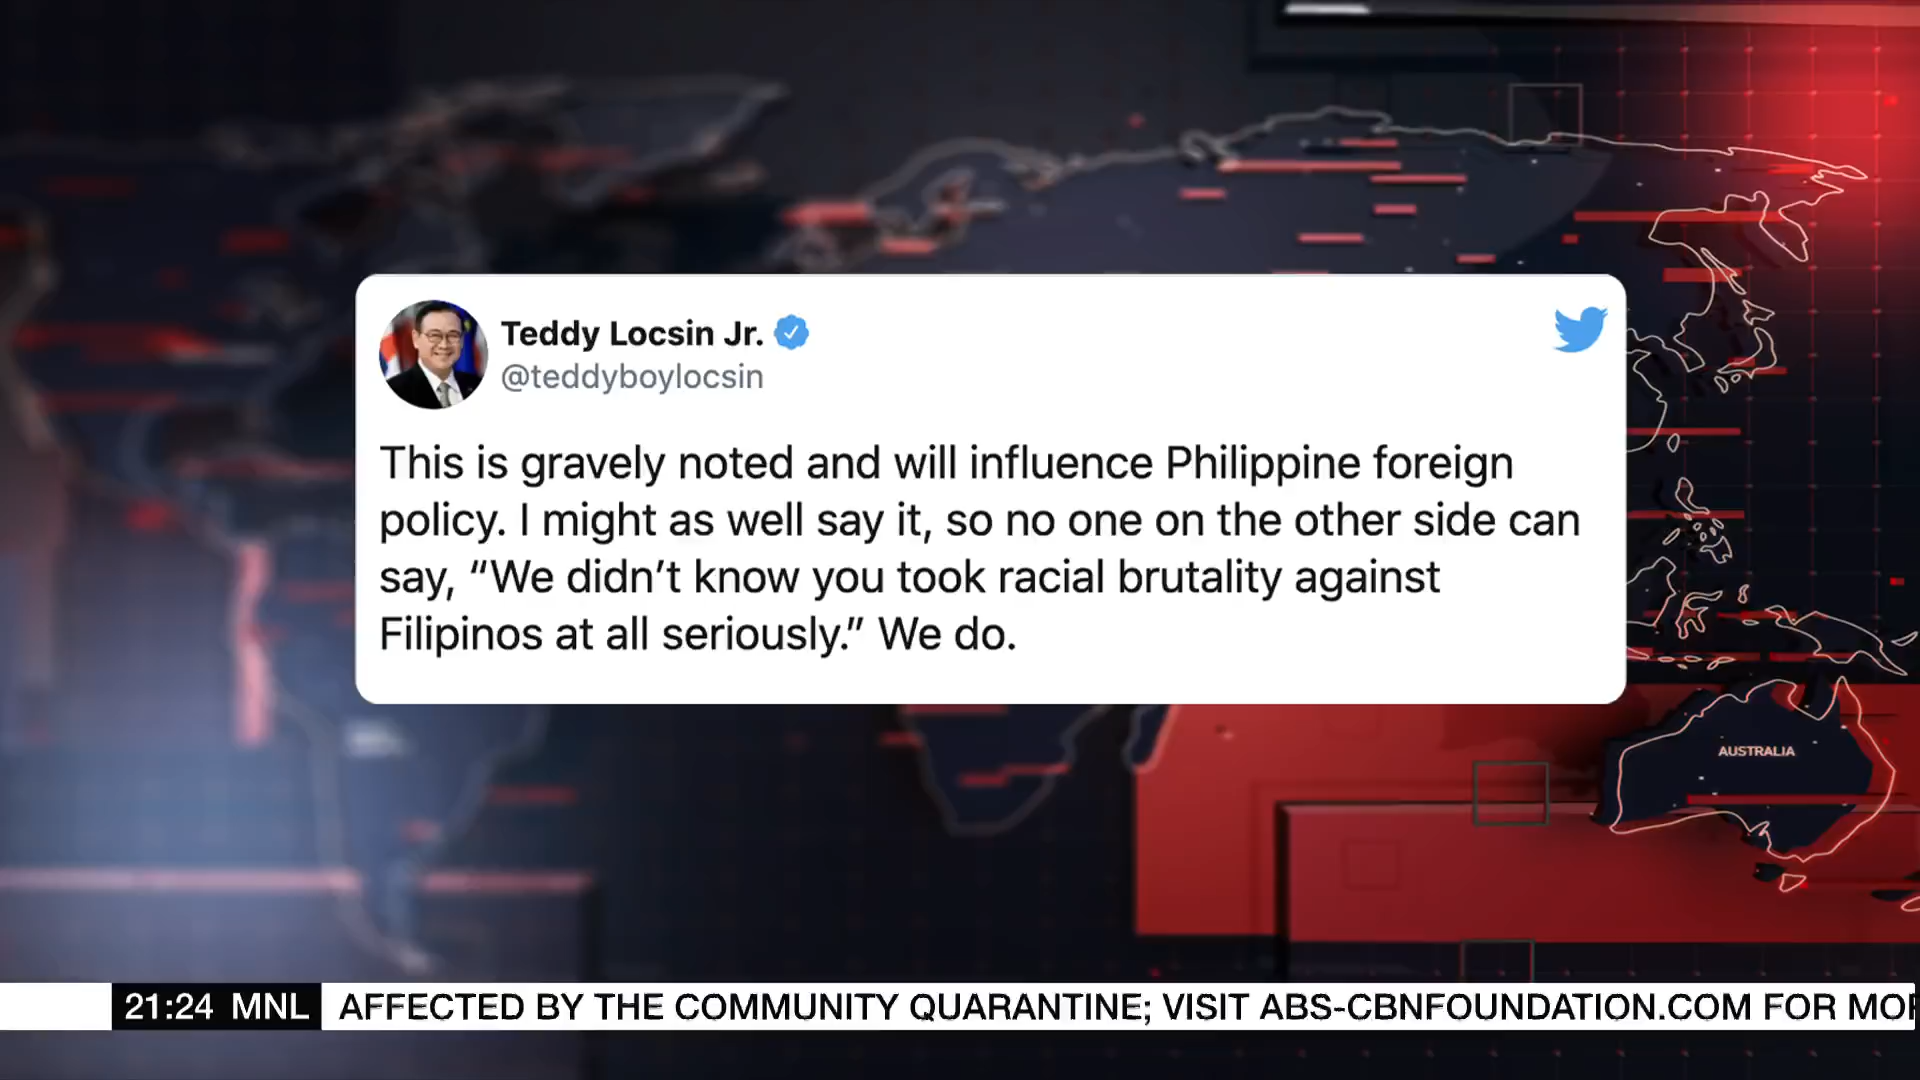 Teddy Locsin Jr.
@teddyboylocsin
This is gravely noted and will influence Philippine foreign
policy. I might as well say it, so no one on the other side can
say, “We didn’t know you took racial brutality against
Filipinos at all seriously.” We do.
AUSTRALIA
21:24 MNL AFFECTED BY THE COMMUNITY QUARANTINE; VISIT ABS-CBNFOUNDATION.COM FOR